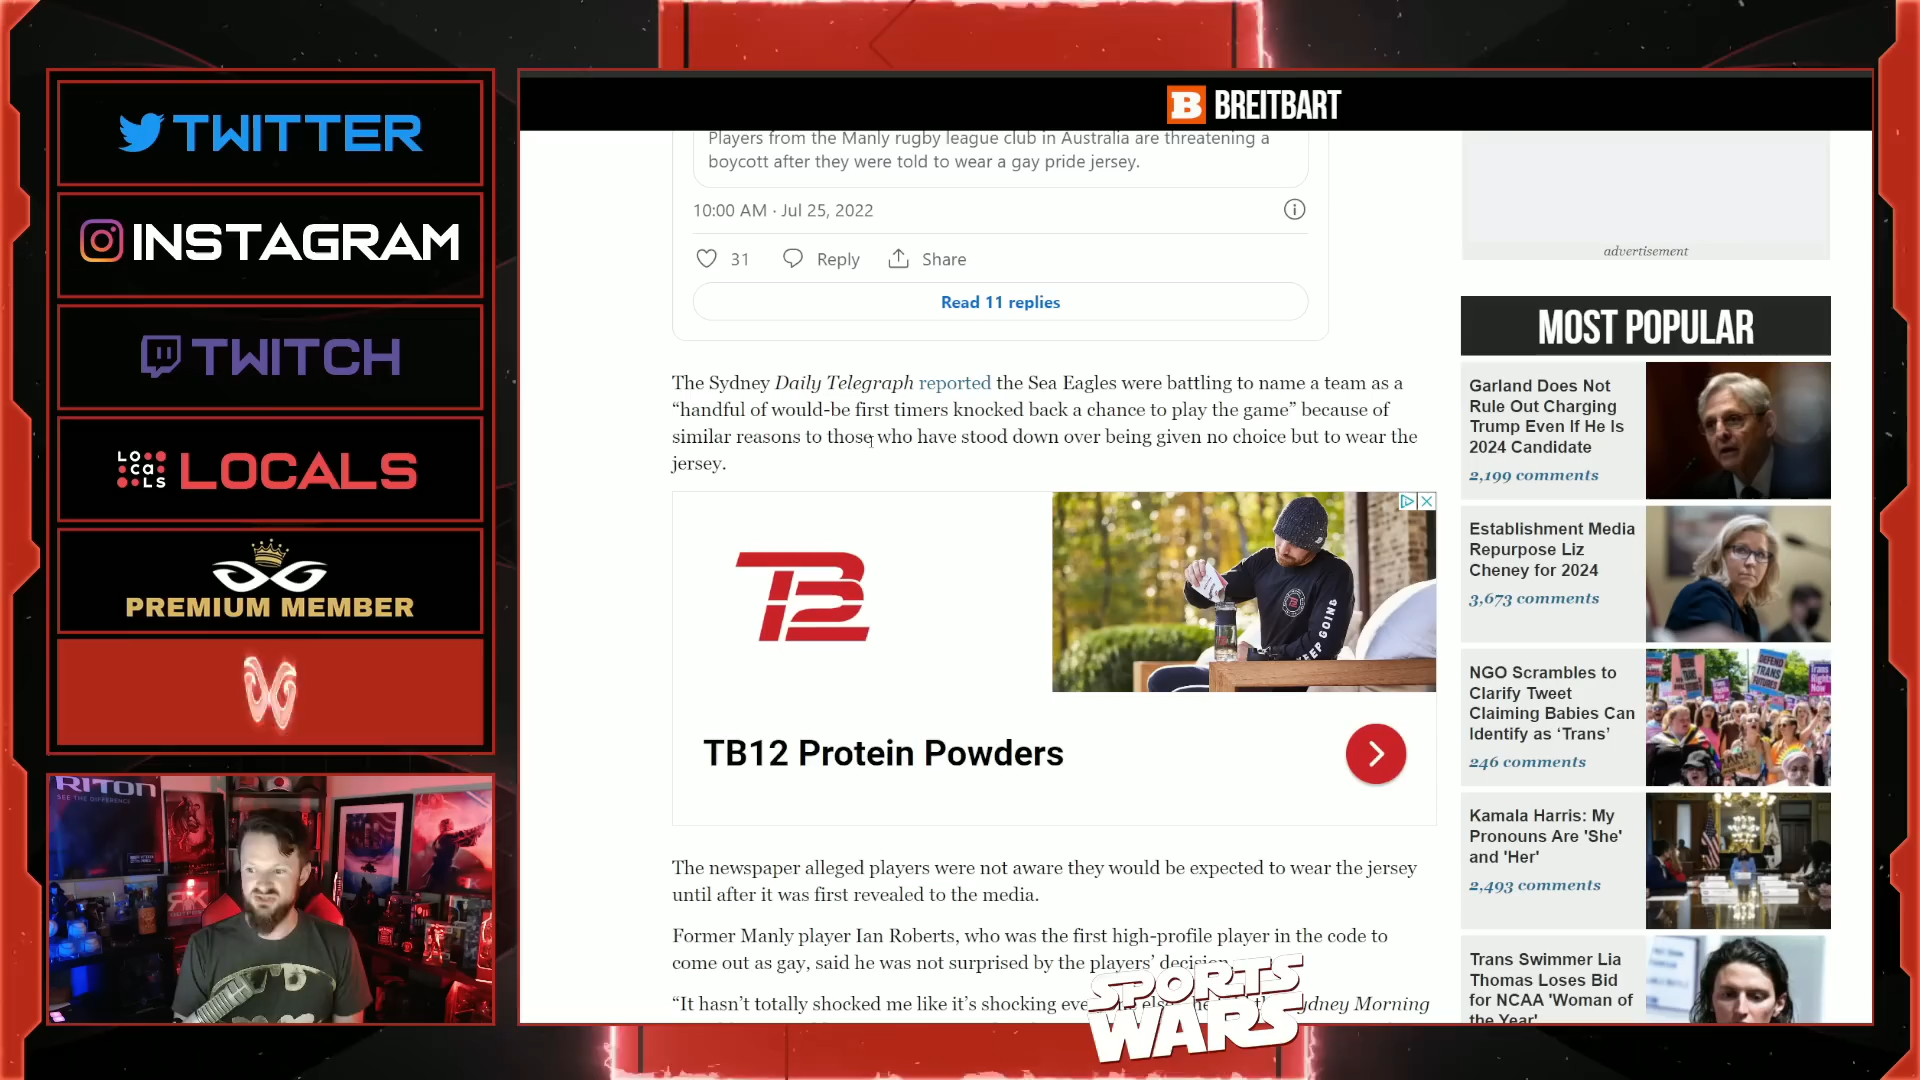 TWITTER
INSTAGRAM
TWITCH
LOCALS
LOCALS
PREMIUM MEMBER
RITON
SEE THE DIFFERENCE
B BREITBART
Players from the Manly rugby league club in Australia are threatening a
boycott after they were told to wear a gay pride jersey.
10:00 AM · Jul 25, 2022
31 Reply Share
Read 11 replies
The Sydney Daily Telegraph reported the Sea Eagles were battling to name a team as a
“handful of would-be first timers knocked back a chance to play the game” because of
similar reasons to those who have stood down over being given no choice but to wear the
jersey.
TB12
KEEP GOING
TB12 Protein Powders
The newspaper alleged players were not aware they would be expected to wear the jersey
until after it was first revealed to the media.
Former Manly player Ian Roberts, who was the first high-profile player in the code to
come out as gay, said he was not surprised by the players’ decision.
“It hasn’t totally shocked me like it’s shocking
Sydney Morning
SPORTS
WARS
advertisement
MOST POPULAR
Garland Does Not
Rule Out Charging
Trump Even If He Is
2024 Candidate
2,199 comments
Establishment Media
Repurpose Liz
Cheney for 2024
3,673 comments
NGO Scrambles to
Clarify Tweet
Claiming Babies Can
Identify as ‘Trans’
246 comments
DEFEND
TRANS
FUTURES
Kamala Harris: My
Pronouns Are 'She'
and 'Her'
2,493 comments
Trans Swimmer Lia
Thomas Loses Bid
for NCAA 'Woman of
the Year'